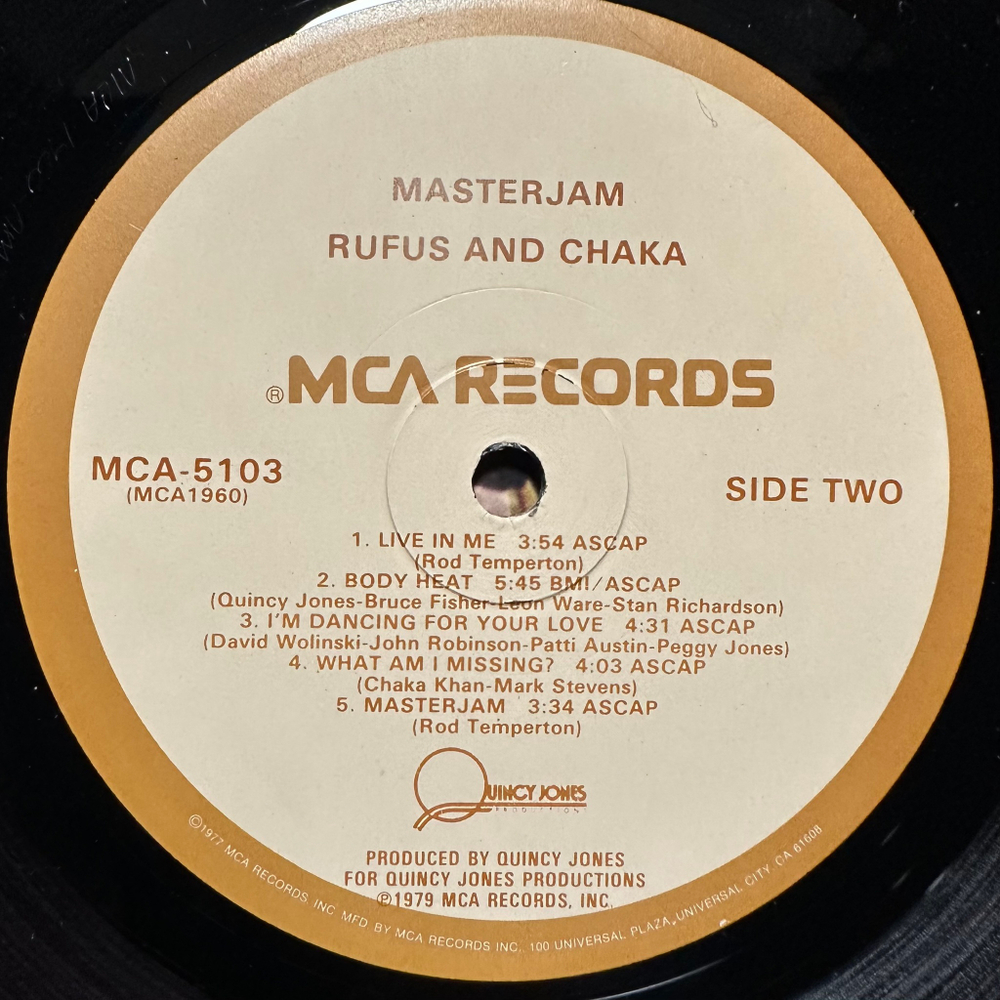 MASTERJAM
RUFUS AND CHAKA
®MCA RECORDS
MCA-5103
(MCA1960)
SIDE TWO
1. LIVE IN ME 3:54 ASCAP
(Rod Temperton)
2. BODY HEAT 5:45 BMI/ASCAP
(Quincy Jones-Bruce Fisher-Leon Ware-Stan Richardson)
3. I'M DANCING FOR YOUR LOVE 4:31 ASCAP
(David Wolinski-John Robinson-Patti Austin-Peggy Jones)
4. WHAT AM I MISSING? 4:03 ASCAP
(Chaka Khan-Mark Stevens)
5. MASTERJAM 3:34 ASCAP
(Rod Temperton)
QUINCY JONES
PRODUCTIONS
PRODUCED BY QUINCY JONES
FOR QUINCY JONES PRODUCTIONS
℗1979 MCA RECORDS, INC.
©1977 MCA RECORDS, INC. MFD BY MCA RECORDS INC., 100 UNIVERSAL PLAZA, UNIVERSAL CITY, CA 61608